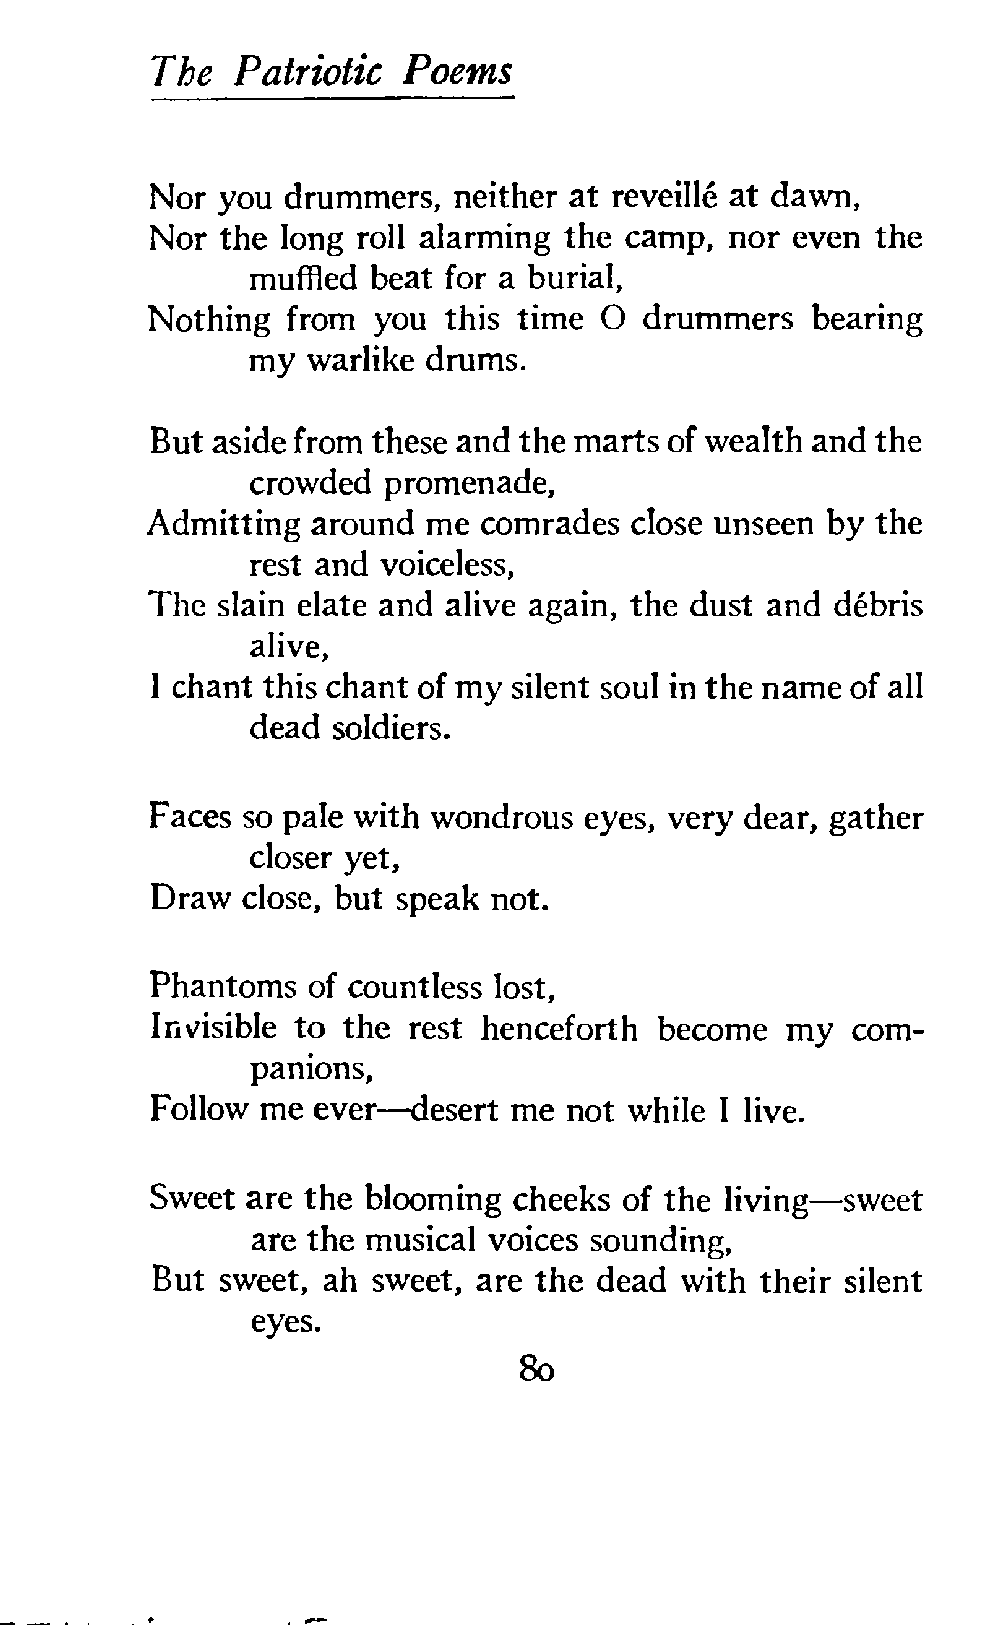 The Patriotic Poems
Nor you drummers, neither at reveillé at dawn,
Nor the long roll alarming the camp, nor even the
muffled beat for a burial,
Nothing from you this time O drummers bearing
my warlike drums.
But aside from these and the marts of wealth and the
crowded promenade,
Admitting around me comrades close unseen by the
rest and voiceless,
The slain elate and alive again, the dust and débris
alive,
I chant this chant of my silent soul in the name of all
dead soldiers.
Faces so pale with wondrous eyes, very dear, gather
closer yet,
Draw close, but speak not.
Phantoms of countless lost,
Invisible to the rest henceforth become my com-
panions,
Follow me ever—desert me not while I live.
Sweet are the blooming cheeks of the living—sweet
are the musical voices sounding,
But sweet, ah sweet, are the dead with their silent
eyes.
80